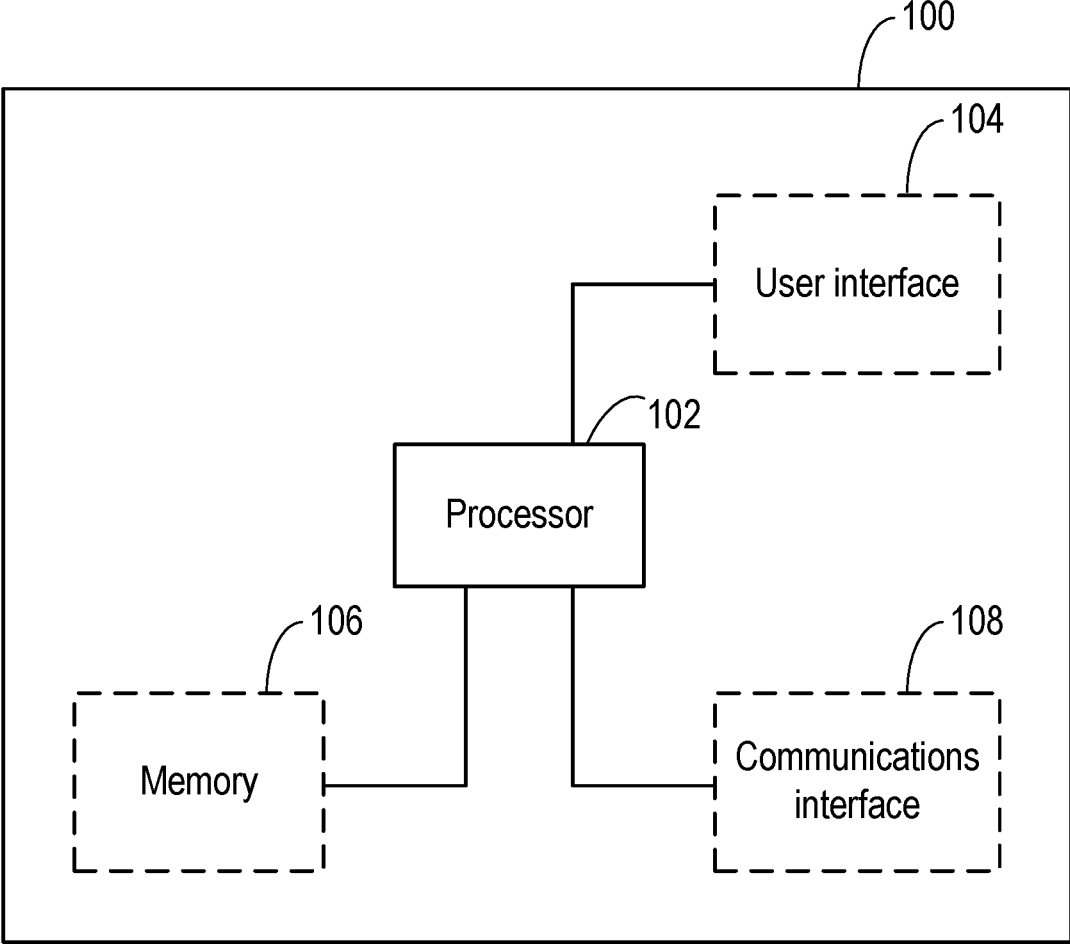 100
104
User interface
102
Processor
106
108
Memory
Communications
interface